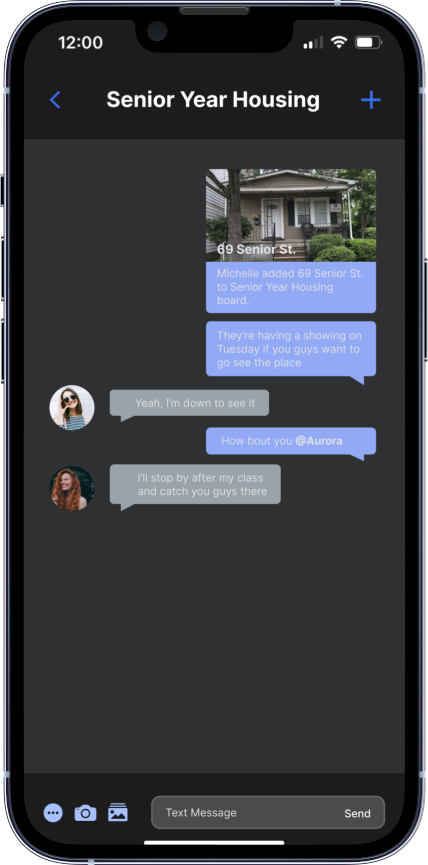 12:00
Senior Year Housing
69 Senior St.
Michelle added 69 Senior St.
to Senior Year Housing
board.
They're having a showing on
Tuesday if you guys want to
go see the place
Yeah, I'm down to see it
How bout you @Aurora
I'll stop by after my class
and catch you guys there
Text Message
Send